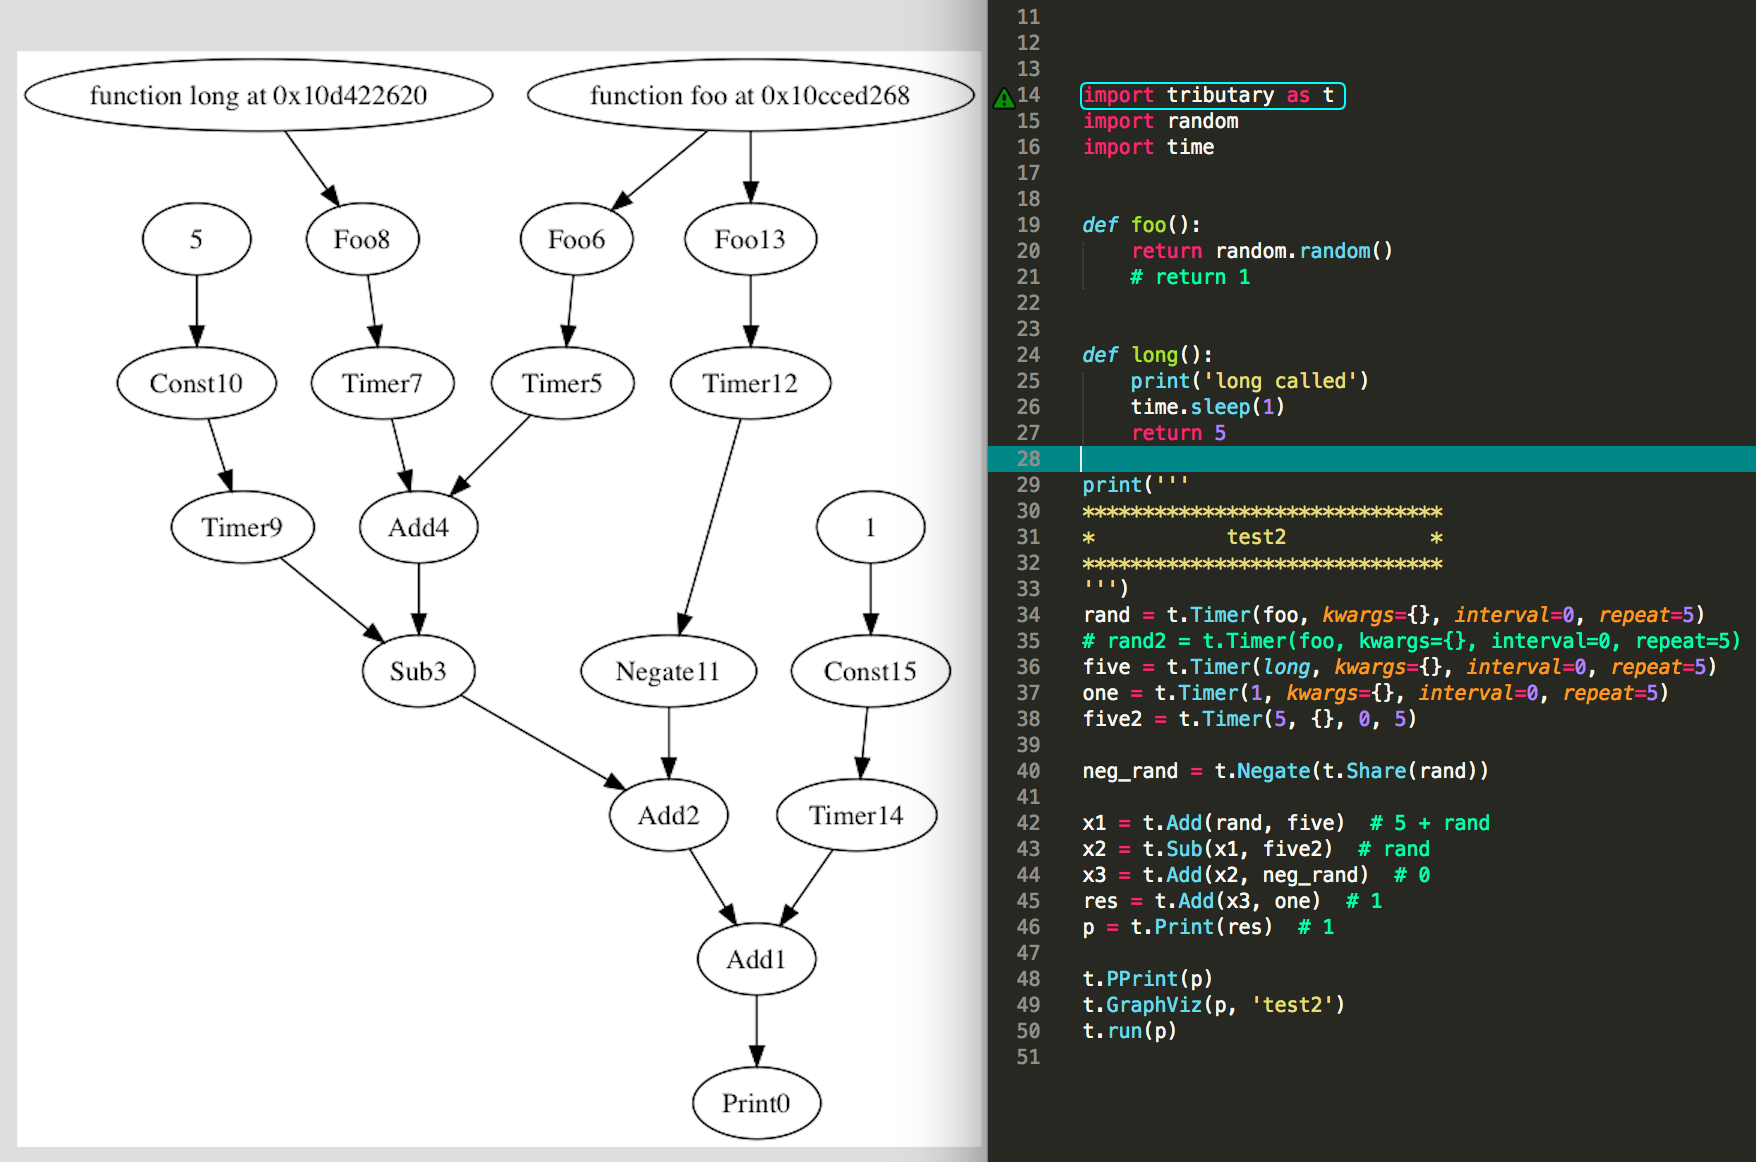 function long at 0x10d422620
function foo at 0x10cced268
5
Foo8
Foo6
Foo13
Const10
Timer7
Timer5
Timer12
Timer9
Add4
1
Sub3
Negate11
Const15
Add2
Timer14
Add1
Print0
11
12
13
14 import tributary as t
15 import random
16 import time
17
18
19 def foo():
20     return random.random()
21     # return 1
22
23
24 def long():
25     print('long called')
26     time.sleep(1)
27     return 5
28
29 print('''
30 ******************************
31 *           test2            *
32 ******************************
33 ''')
34 rand = t.Timer(foo, kwargs={}, interval=0, repeat=5)
35 # rand2 = t.Timer(foo, kwargs={}, interval=0, repeat=5)
36 five = t.Timer(long, kwargs={}, interval=0, repeat=5)
37 one = t.Timer(1, kwargs={}, interval=0, repeat=5)
38 five2 = t.Timer(5, {}, 0, 5)
39
40 neg_rand = t.Negate(t.Share(rand))
41
42 x1 = t.Add(rand, five)  # 5 + rand
43 x2 = t.Sub(x1, five2)  # rand
44 x3 = t.Add(x2, neg_rand)  # 0
45 res = t.Add(x3, one)  # 1
46 p = t.Print(res)  # 1
47
48 t.PPrint(p)
49 t.GraphViz(p, 'test2')
50 t.run(p)
51